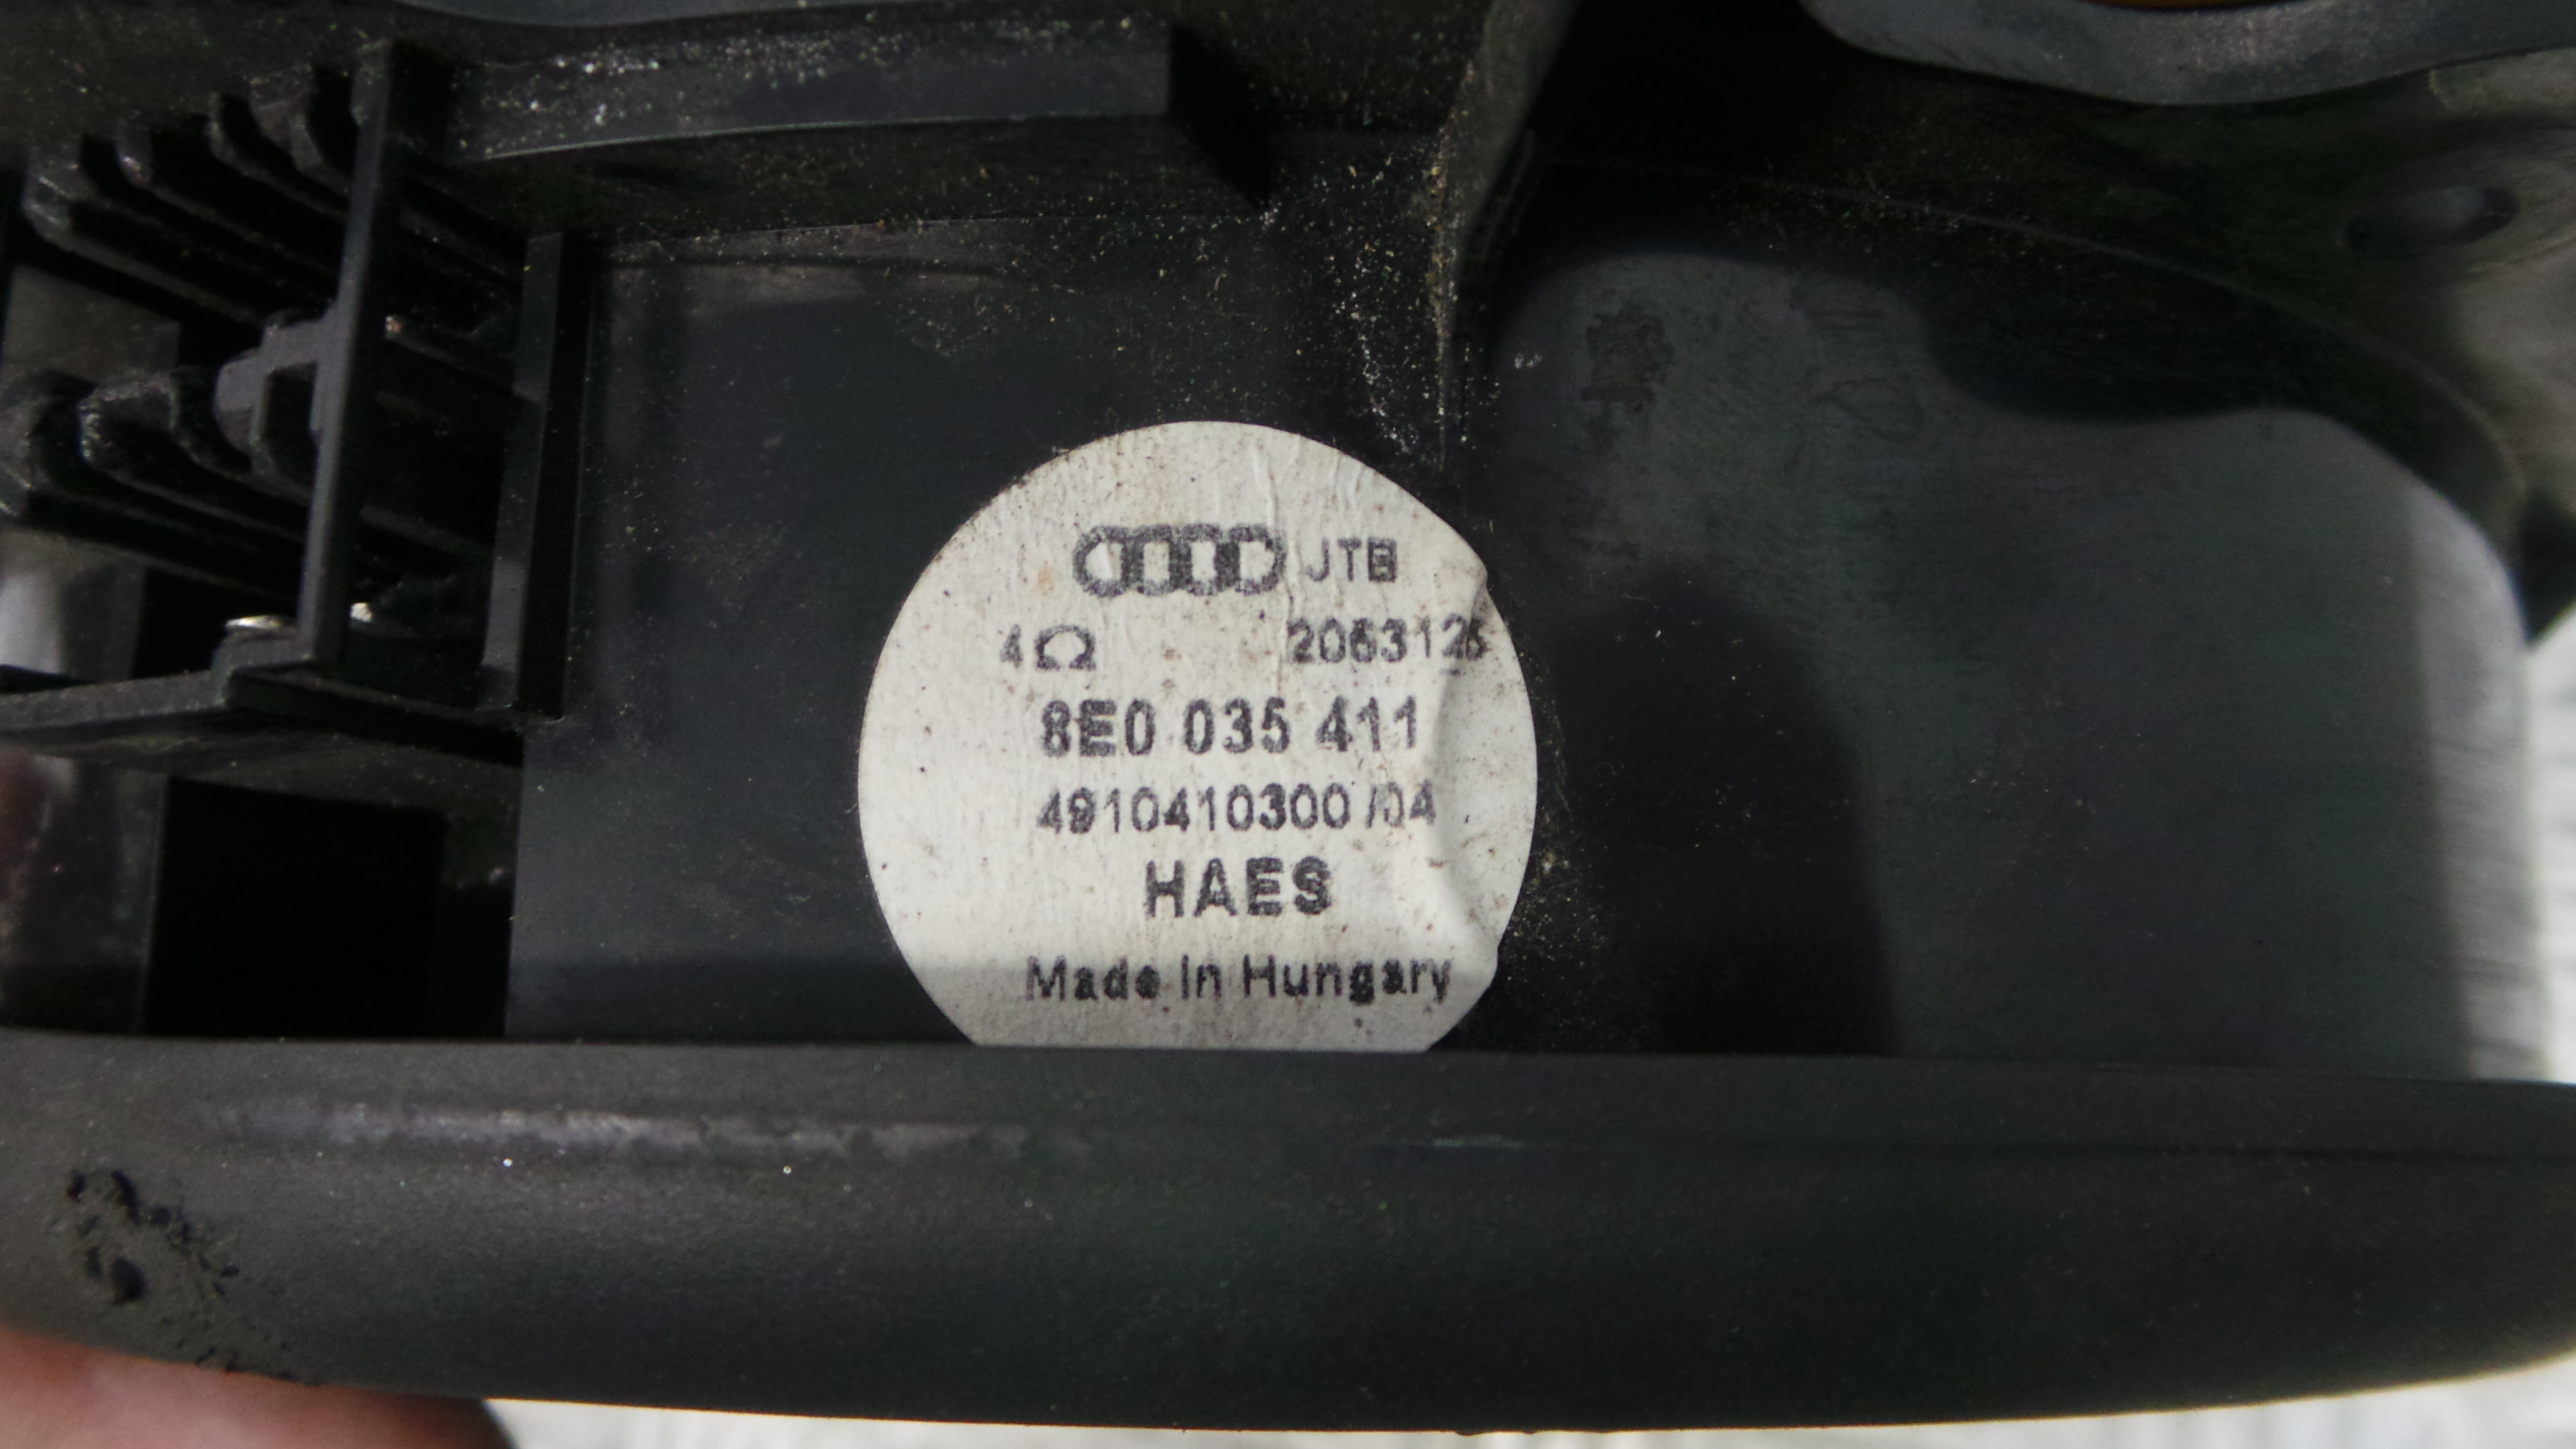 JTB
4Ω 2063126
8E0 035 411
4910410300 /04
HAES
Made in Hungary